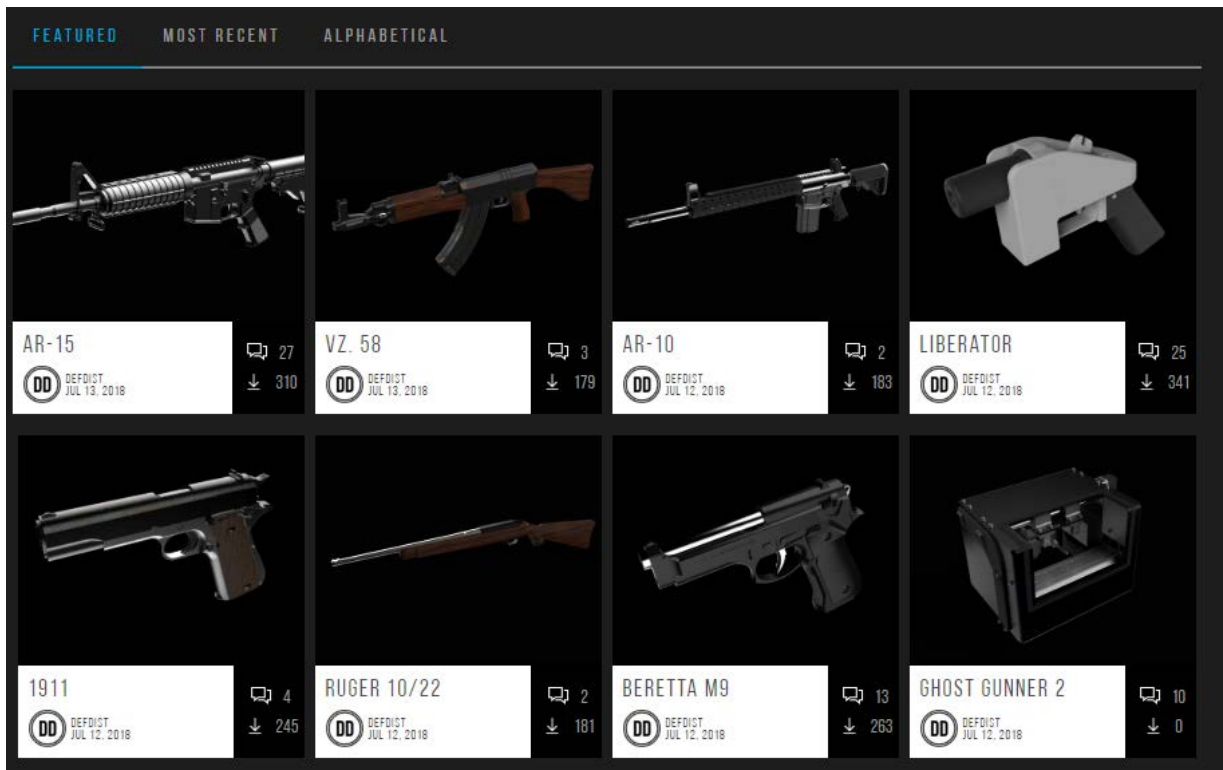 FEATURED MOST RECENT ALPHABETICAL
AR-15
27
DD DEFDIST
JUL 13, 2018
310
VZ. 58
3
DD DEFDIST
JUL 13, 2018
179
AR-10
2
DD DEFDIST
JUL 12, 2018
183
LIBERATOR
25
DD DEFDIST
JUL 12, 2018
341
1911
4
DD DEFDIST
JUL 12, 2018
245
RUGER 10/22
2
DD DEFDIST
JUL 12, 2018
181
BERETTA M9
13
DD DEFDIST
JUL 12, 2018
263
GHOST GUNNER 2
10
DD DEFDIST
JUL 12, 2018
0